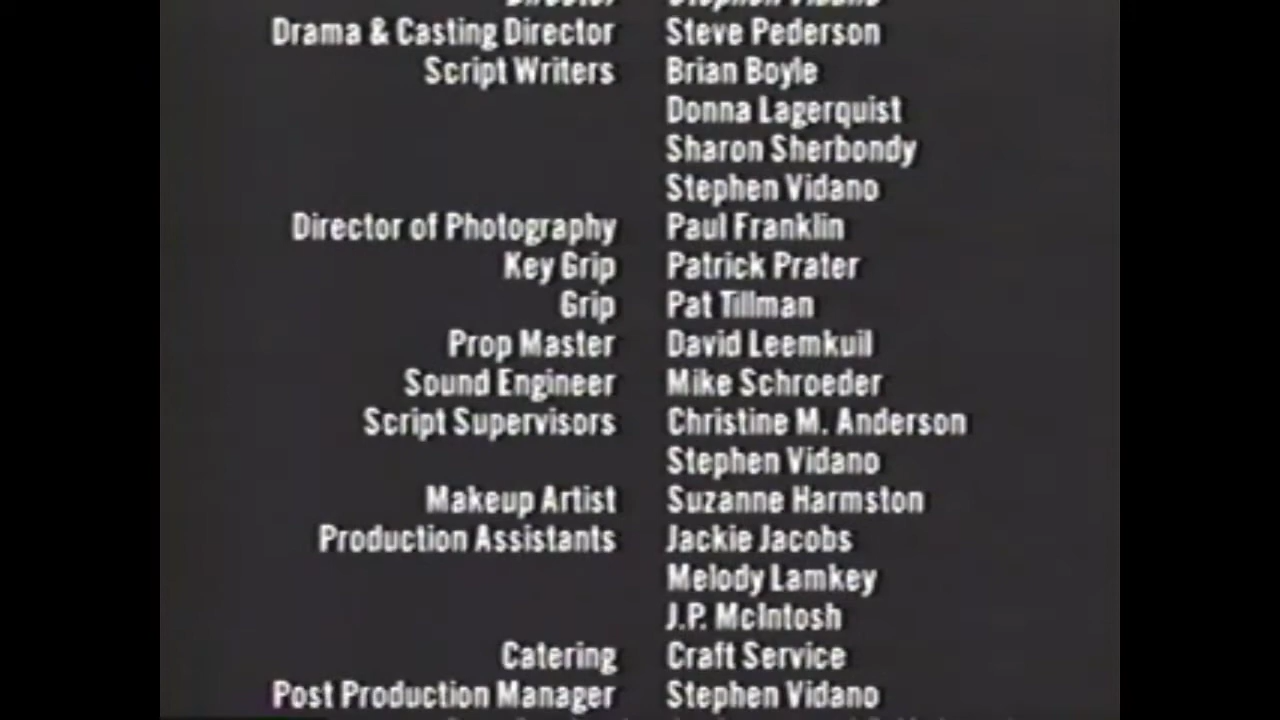 Director Stephen Vidano
Drama & Casting Director Steve Pederson
Script Writers Brian Boyle
Donna Lagerquist
Sharon Sherbondy
Stephen Vidano
Director of Photography Paul Franklin
Key Grip Patrick Prater
Grip Pat Tillman
Prop Master David Leemkuil
Sound Engineer Mike Schroeder
Script Supervisors Christine M. Anderson
Stephen Vidano
Makeup Artist Suzanne Harmston
Production Assistants Jackie Jacobs
Melody Lamkey
J.P. McIntosh
Catering Craft Service
Post Production Manager Stephen Vidano